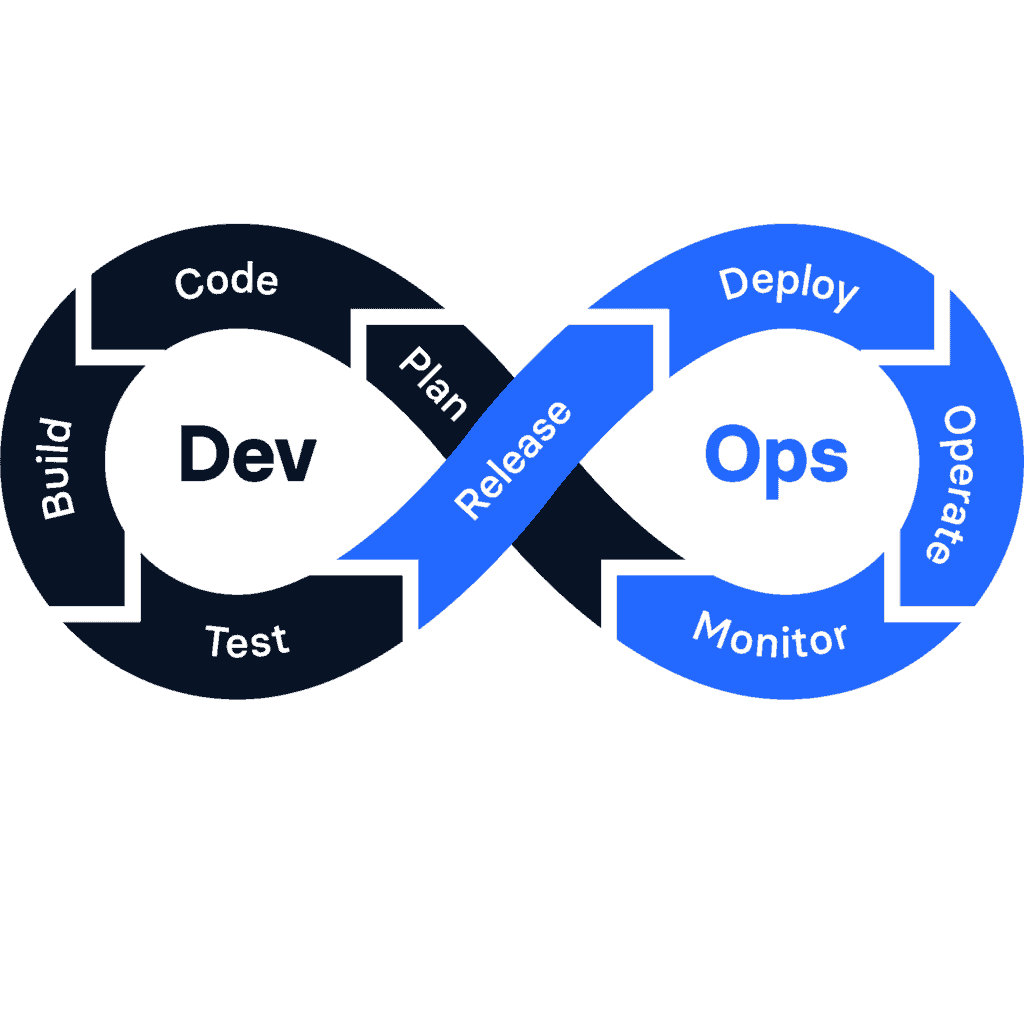 Code
Deploy
Plan
Release
Build
Dev
Ops
Operate
Test
Monitor